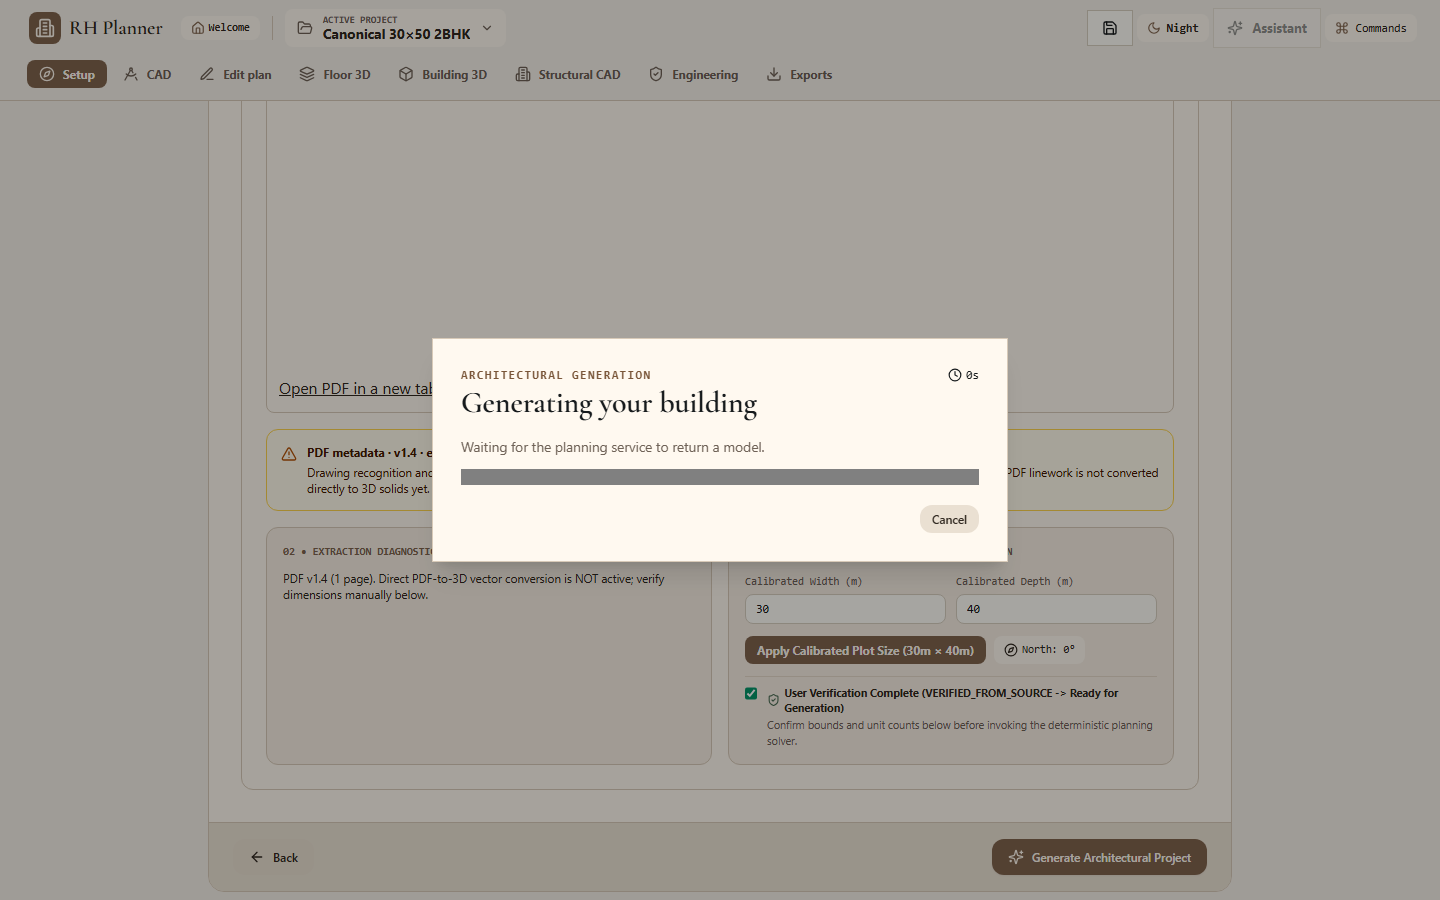 RH Planner
Welcome
ACTIVE PROJECT
Canonical 30×50 2BHK
Night
Assistant
Commands
Setup
CAD
Edit plan
Floor 3D
Building 3D
Structural CAD
Engineering
Exports
Open PDF in a new tab
ARCHITECTURAL GENERATION
0s
Generating your building
Waiting for the planning service to return a model.
Cancel
PDF metadata · v1.4 ·
Drawing recognition
PDF linework is not converted
directly to 3D solids yet.
02 • EXTRACTION
PDF v1.4 (1 page). Direct PDF-to-3D vector conversion is NOT active; verify
dimensions manually below.
Calibrated Width (m)
Calibrated Depth (m)
30
40
Apply Calibrated Plot Size (30m × 40m)
North: 0°
User Verification Complete (VERIFIED_FROM_SOURCE -> Ready for
Generation)
Confirm bounds and unit counts below before invoking the deterministic planning
solver.
Back
Generate Architectural Project